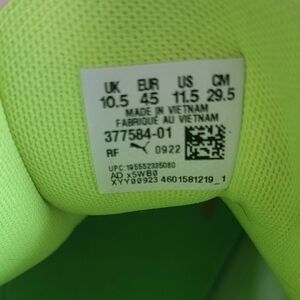 UK EUR US CM
10.5 45 11.5 29.5
MADE IN VIETNAM
FABRIQUÉ AU VIETNAM
377584-01
RF 0922
UPC 195552335080
AD x5WB0
XYY00923 4601581219_1